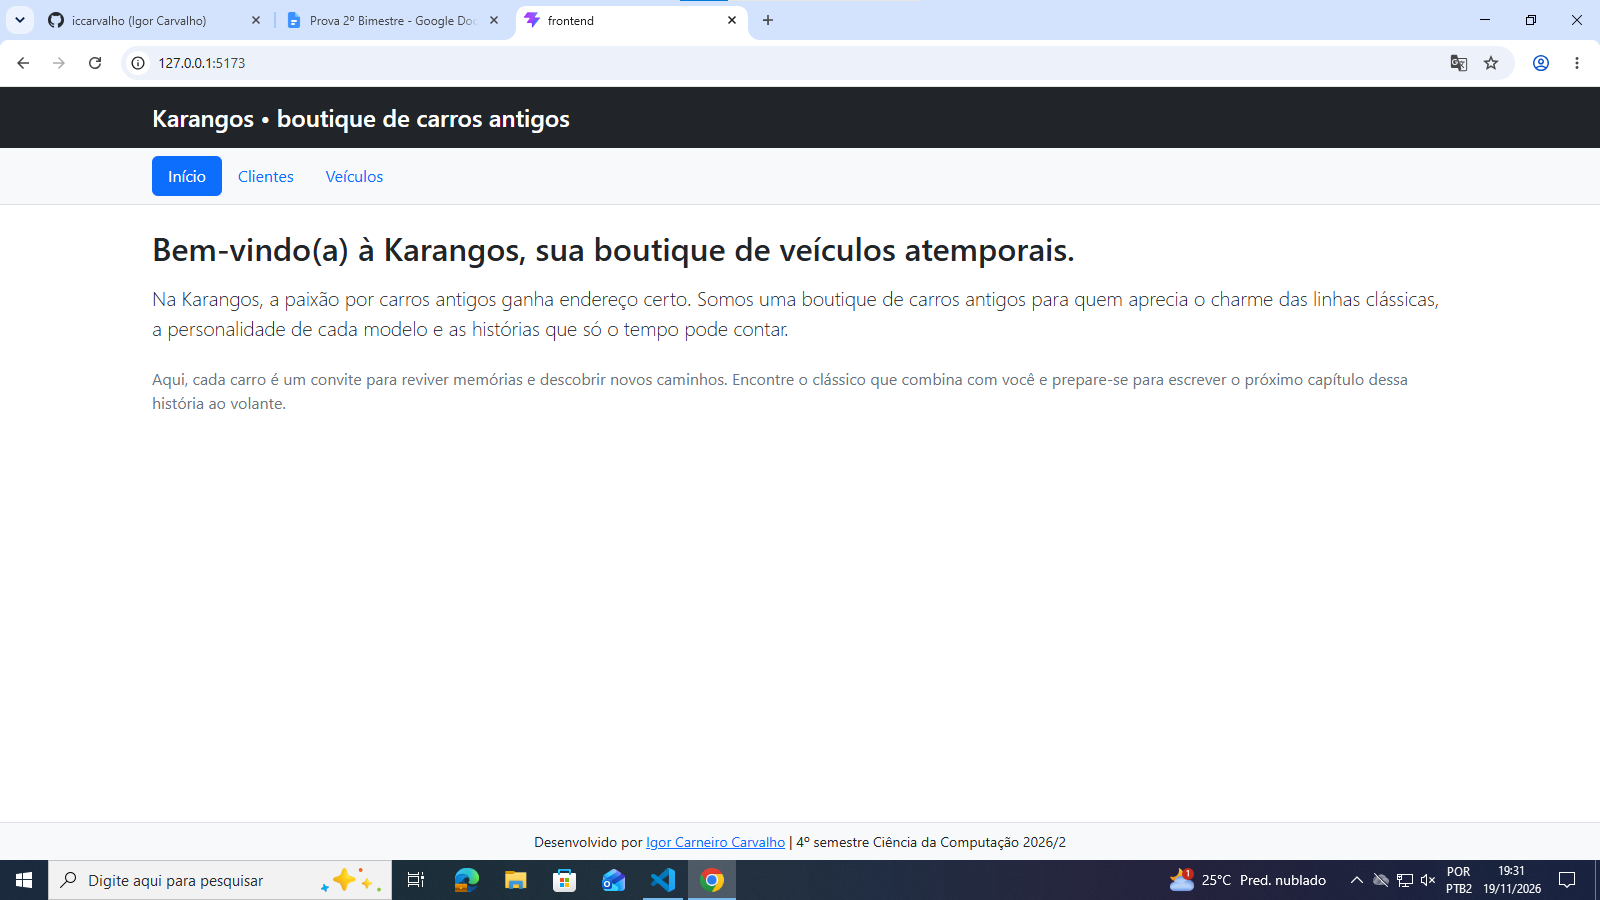 iccarvalho (Igor Carvalho)
Prova 2º Bimestre - Google Doc
frontend
127.0.0.1:5173
Karangos • boutique de carros antigos
Início
Clientes
Veículos
Bem-vindo(a) à Karangos, sua boutique de veículos atemporais.
Na Karangos, a paixão por carros antigos ganha endereço certo. Somos uma boutique de carros antigos para quem aprecia o charme das linhas clássicas,
a personalidade de cada modelo e as histórias que só o tempo pode contar.
Aqui, cada carro é um convite para reviver memórias e descobrir novos caminhos. Encontre o clássico que combina com você e prepare-se para escrever o próximo capítulo dessa
história ao volante.
Desenvolvido por Igor Carneiro Carvalho | 4º semestre Ciência da Computação 2026/2
Digite aqui para pesquisar
1
25°C Pred. nublado
POR
PTB2
19:31
19/11/2026